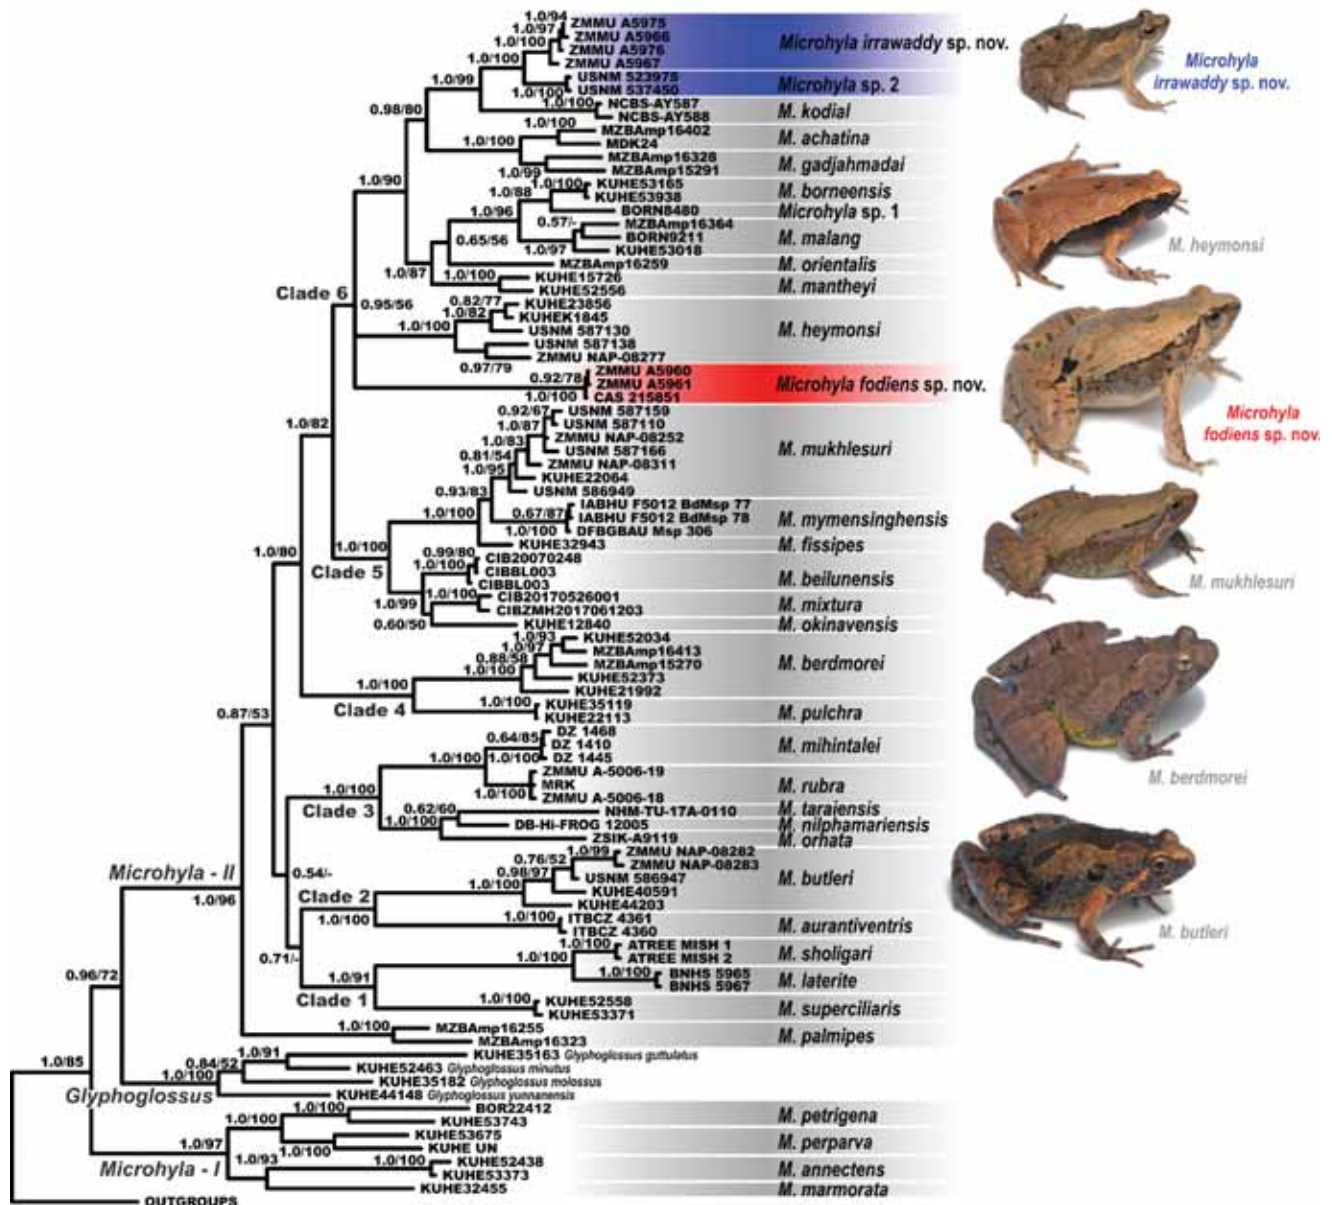 1.0/94
ZMMU A5975
1.0/97
ZMMU A5966
1.0/100
ZMMU A5976
Microhyla irrawaddy sp. nov.
1.0/100
ZMMU A5967
Microhyla
irrawaddy sp. nov.
1.0/99
USNM 523975
Microhyla sp. 2
1.0/100
USNM 537450
0.98/80
1.0/100
NCBS-AY587
M. kodial
NCBS-AY588
1.0/100
MZBAmp16402
M. achatina
1.0/100
MDK24
MZBAmp16328
M. gadjahmadai
1.0/99
MZBAmp15291
1.0/90
1.0/88
1.0/100
KUHE53165
M. borneensis
KUHE53938
1.0/96
BORN8480
Microhyla sp. 1
0.57/-
MZBAmp16364
0.65/56
BORN9211
M. malang
M. heymonsi
1.0/97
KUHE53018
1.0/87
MZBAmp16259
M. orientalis
1.0/100
KUHE15726
M. mantheyi
KUHE52556
Clade 6
0.95/56
0.82/77
KUHE23856
1.0/82
KUHEK1845
1.0/100
USNM 587130
M. heymonsi
USNM 587138
0.97/79
ZMMU NAP-08277
0.92/78
ZMMU A5960
ZMMU A5961
Microhyla fodiens sp. nov.
1.0/100
CAS 215851
Microhyla
fodiens sp. nov.
1.0/82
0.92/67
USNM 587159
1.0/87
USNM 587110
1.0/83
ZMMU NAP-08252
0.81/54
USNM 587166
M. mukhlesuri
1.0/95
ZMMU NAP-08311
0.93/83
KUHE22064
USNM 586949
1.0/100
IABHU F5012 BdMsp 77
0.67/87
IABHU F5012 BdMsp 78
M. mymensinghensis
1.0/100
DFBGBAU Msp 306
KUHE32943
M. fissipes
1.0/80
1.0/100
Clade 5
0.99/80
CIB20070248
1.0/100
CIBBL003
M. beilunensis
CIBBL003
M. mukhlesuri
1.0/100
CIB20170526001
M. mixtura
1.0/99
CIBZMH2017061203
0.60/50
KUHE12840
M. okinavensis
1.0/93
KUHE52034
1.0/97
MZBAmp16413
0.88/58
MZBAmp15270
M. berdmorei
1.0/100
KUHE52373
1.0/100
KUHE21992
Clade 4
1.0/100
KUHE35119
M. pulchra
KUHE22113
0.87/53
0.64/85
DZ 1468
DZ 1410
M. mihintalei
1.0/100
1.0/100
DZ 1445
ZMMU A-5006-19
M. berdmorei
1.0/100
MRK
M. rubra
1.0/100
ZMMU A-5006-18
Clade 3
0.62/60
NHM-TU-17A-0110
M. taraiensis
1.0/100
DB-Hi-FROG 12005
M. nilphamariensis
ZSIK-A9119
M. ornata
1.0/99
ZMMU NAP-08282
0.76/52
ZMMU NAP-08283
Microhyla - II
0.54/-
0.98/97
USNM 586947
M. butleri
1.0/96
Clade 2
1.0/100
KUHE40591
KUHE44203
1.0/100
1.0/100
ITBCZ 4361
M. aurantiventris
ITBCZ 4360
M. butleri
0.71/-
1.0/100
ATREE MISH 1
M. sholigari
1.0/100
ATREE MISH 2
0.96/72
1.0/91
1.0/100
BNHS 5965
M. laterite
BNHS 5967
Clade 1
1.0/100
KUHE52558
M. superciliaris
KUHE53371
1.0/100
MZBAmp16255
M. palmipes
MZBAmp16323
1.0/85
1.0/91
KUHE35163 Glyphoglossus guttulatus
0.84/52
KUHE52463 Glyphoglossus minutus
1.0/100
KUHE35182 Glyphoglossus molossus
Glyphoglossus
KUHE44148 Glyphoglossus yunnanensis
1.0/100
BOR22412
M. petrigena
1.0/100
KUHE53743
1.0/97
KUHE53675
M. perparva
1.0/100
KUHE UN
Microhyla - I
1.0/93
1.0/100
KUHE52438
M. annectens
KUHE53373
KUHE32455
M. marmorata
OUTGROUPS